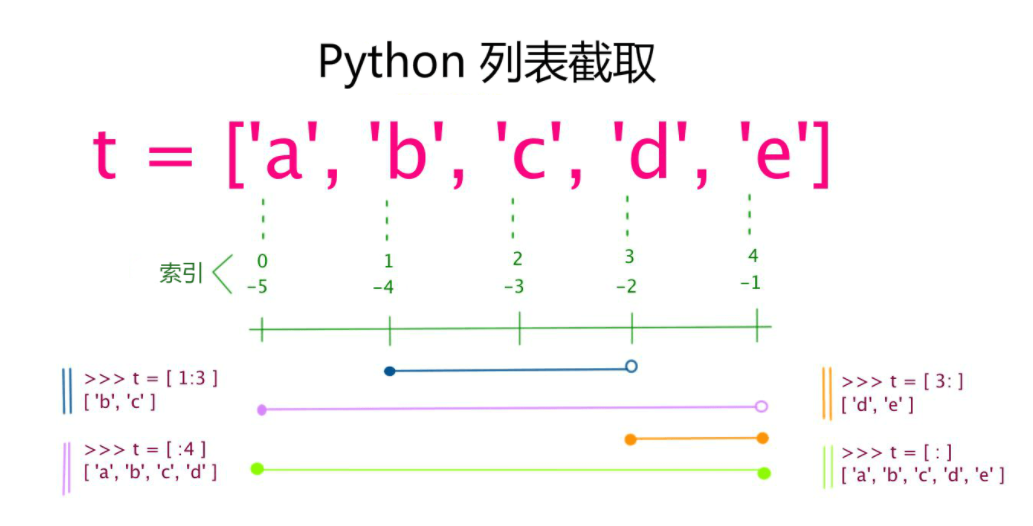 Python 列表截取
t = ['a', 'b', 'c', 'd', 'e']
索引
0 1 2 3 4
-5 -4 -3 -2 -1
>>> t = [ 1:3 ]
[ 'b', 'c' ]
>>> t = [ :4 ]
[ 'a', 'b', 'c', 'd' ]
>>> t = [ 3: ]
[ 'd', 'e' ]
>>> t = [ : ]
[ 'a', 'b', 'c', 'd', 'e' ]